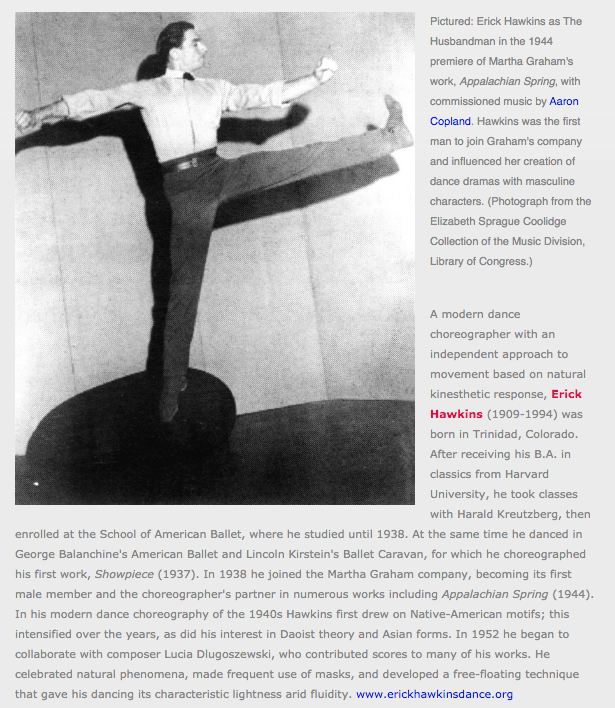 Pictured: Erick Hawkins as The
Husbandman in the 1944
premiere of Martha Graham's
work, Appalachian Spring, with
commissioned music by Aaron
Copland. Hawkins was the first
man to join Graham's company
and influenced her creation of
dance dramas with masculine
characters. (Photograph from the
Elizabeth Sprague Coolidge
Collection of the Music Division,
Library of Congress.)
A modern dance
choreographer with an
independent approach to
movement based on natural
kinesthetic response, Erick
Hawkins (1909-1994) was
born in Trinidad, Colorado.
After receiving his B.A. in
classics from Harvard
University, he took classes
with Harald Kreutzberg, then
enrolled at the School of American Ballet, where he studied until 1938. At the same time he danced in
George Balanchine's American Ballet and Lincoln Kirstein's Ballet Caravan, for which he choreographed
his first work, Showpiece (1937). In 1938 he joined the Martha Graham company, becoming its first
male member and the choreographer's partner in numerous works including Appalachian Spring (1944).
In his modern dance choreography of the 1940s Hawkins first drew on Native-American motifs; this
intensified over the years, as did his interest in Daoist theory and Asian forms. In 1952 he began to
collaborate with composer Lucia Dlugoszewski, who contributed scores to many of his works. He
celebrated natural phenomena, made frequent use of masks, and developed a free-floating technique
that gave his dancing its characteristic lightness arid fluidity. www.erickhawkinsdance.org